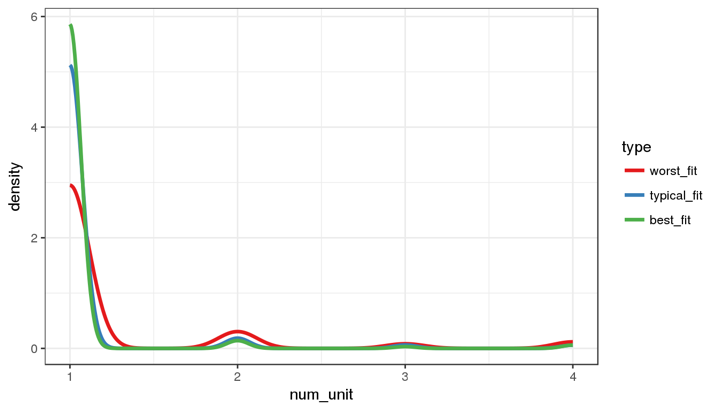 6
4
2
0
density
1
2
3
4
num_unit
type
worst_fit
typical_fit
best_fit